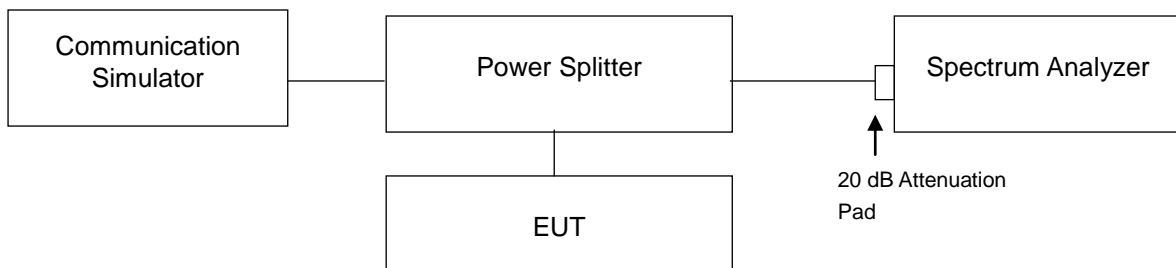 Communication
Simulator
Power Splitter
Spectrum Analyzer
20 dB Attenuation
Pad
EUT